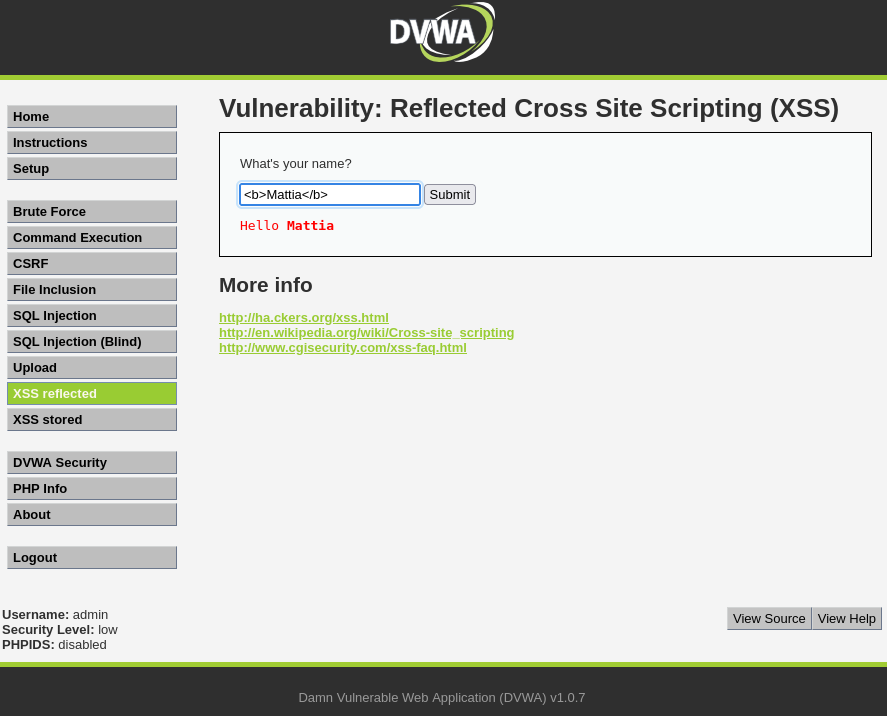 DVWA
Home
Instructions
Setup
Brute Force
Command Execution
CSRF
File Inclusion
SQL Injection
SQL Injection (Blind)
Upload
XSS reflected
XSS stored
DVWA Security
PHP Info
About
Logout
Vulnerability: Reflected Cross Site Scripting (XSS)
What's your name?
<b>Mattia</b> Submit
Hello Mattia
More info
http://ha.ckers.org/xss.html
http://en.wikipedia.org/wiki/Cross-site_scripting
http://www.cgisecurity.com/xss-faq.html
Username: admin
Security Level: low
PHPIDS: disabled
View Source View Help
Damn Vulnerable Web Application (DVWA) v1.0.7